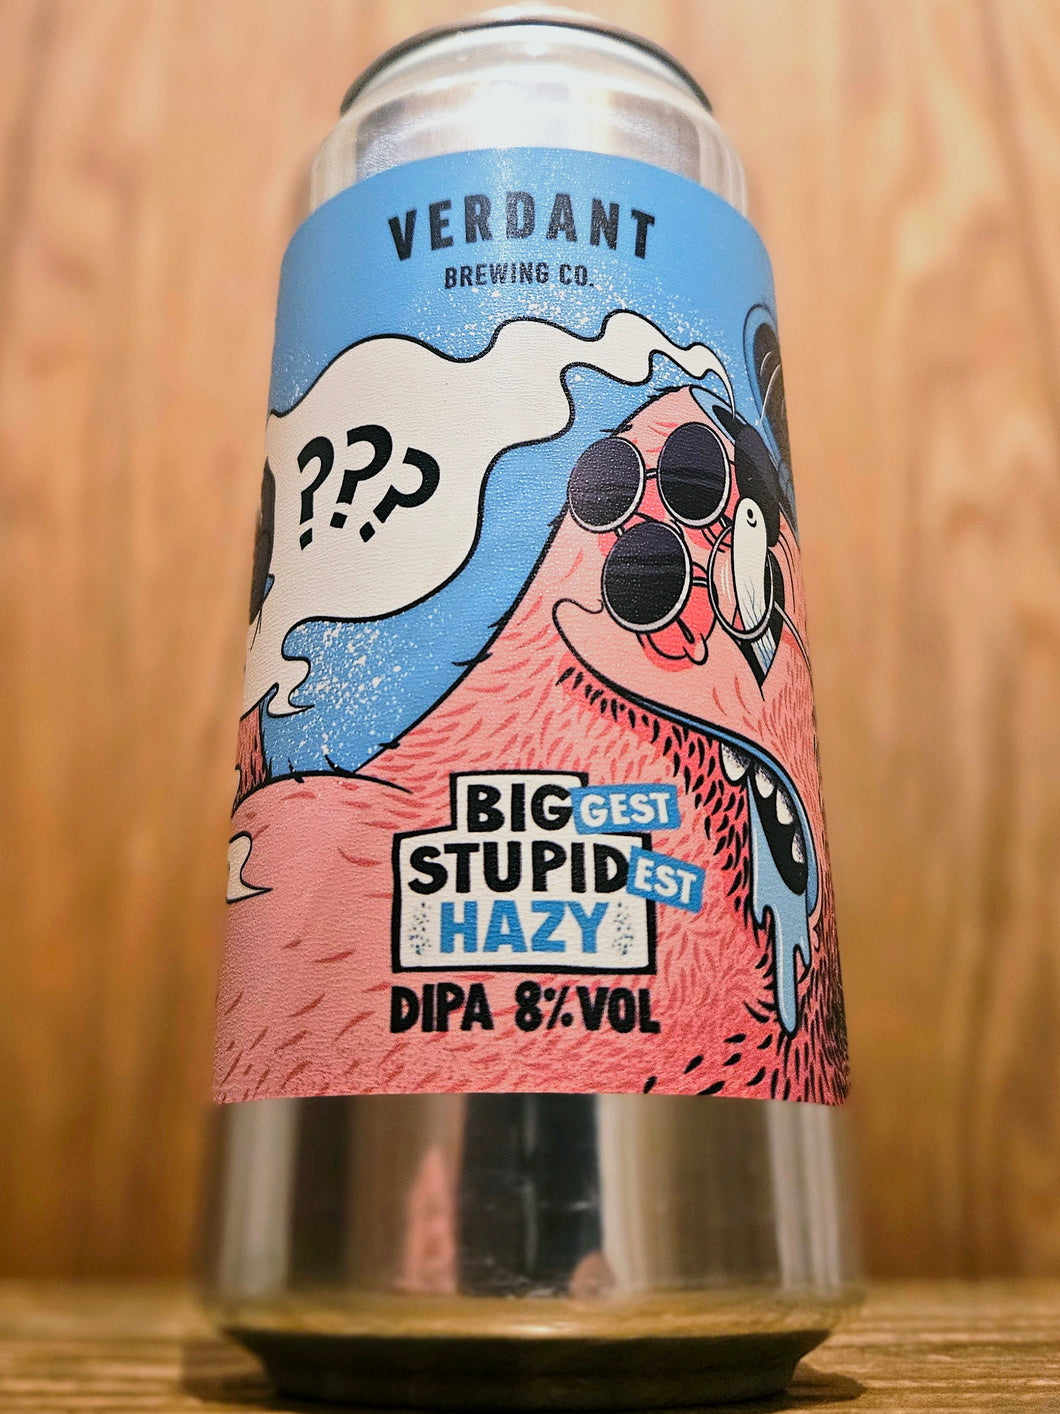 VERDANT
BREWING CO.
???
BIGGEST
STUPIDEST
HAZY
DIPA 8% VOL